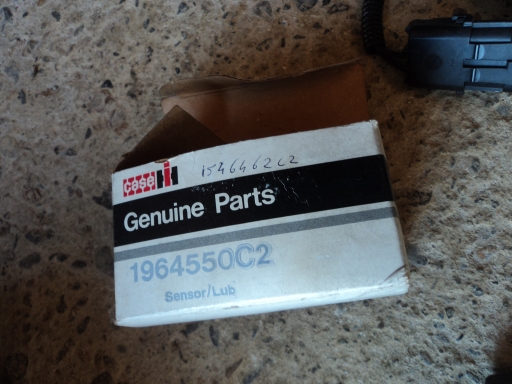 1546462C2
case IH
Genuine Parts
1964550C2
Sensor/Lub